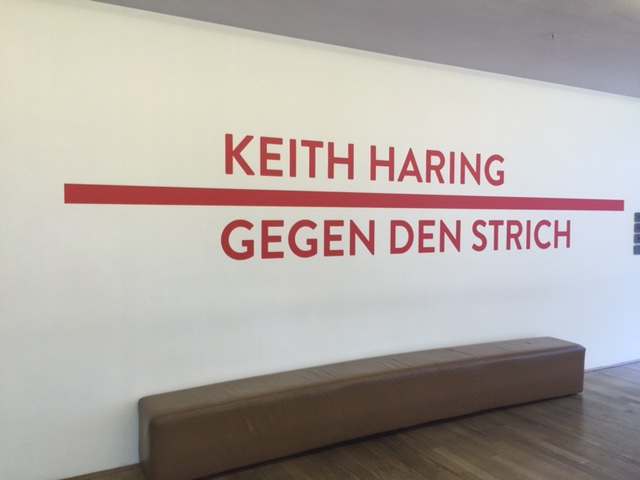 KEITH HARING
GEGEN DEN STRICH